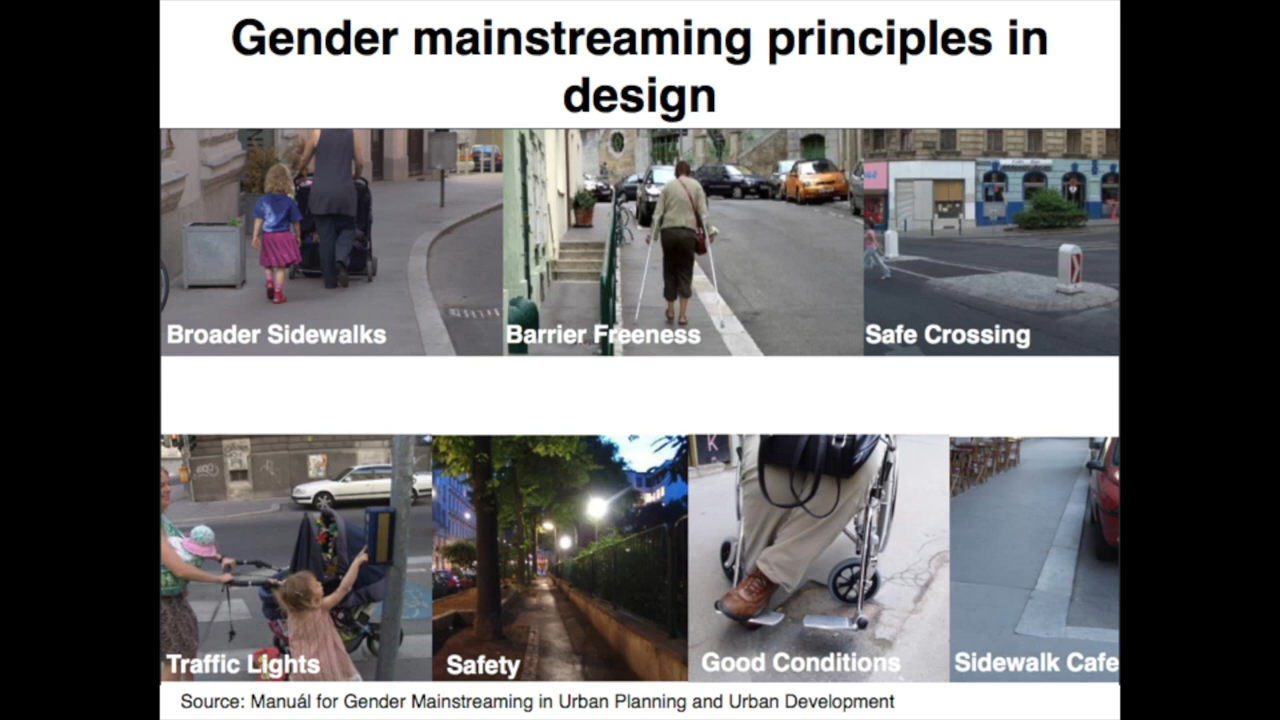 Gender mainstreaming principles in
design
Broader Sidewalks
Barrier Freeness
Safe Crossing
K
Traffic Lights
Safety
Good Conditions
Sidewalk Cafe
Source: Manuál for Gender Mainstreaming in Urban Planning and Urban Development